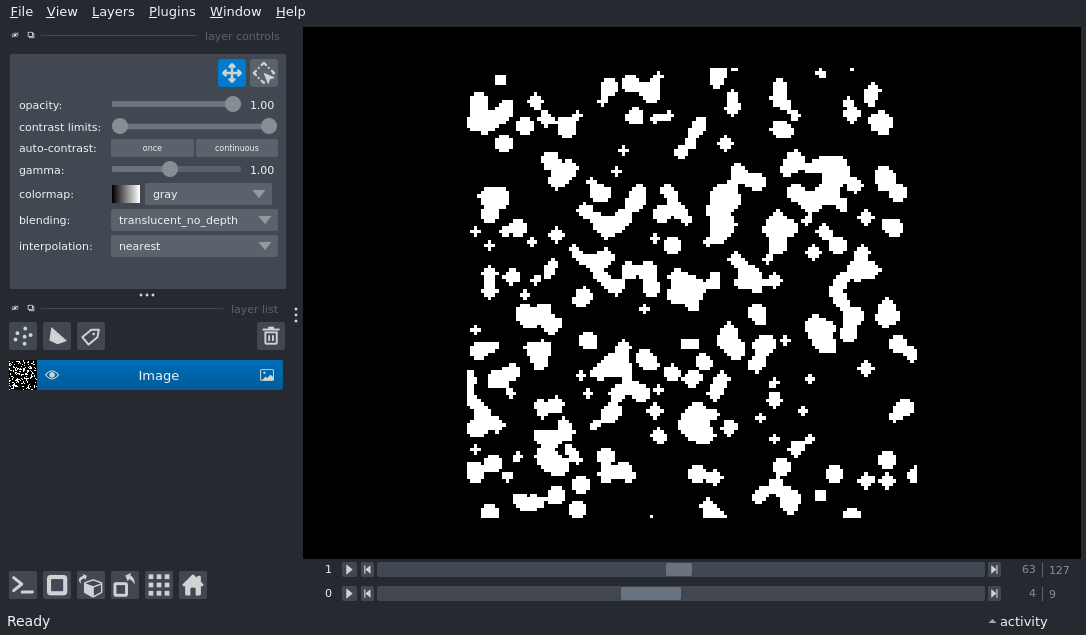 File View Layers Plugins Window Help
layer controls
opacity: 1.00
contrast limits:
auto-contrast: once continuous
gamma: 1.00
colormap: gray
blending: translucent_no_depth
interpolation: nearest
layer list
Image
1 63 127
0 4 9
Ready activity